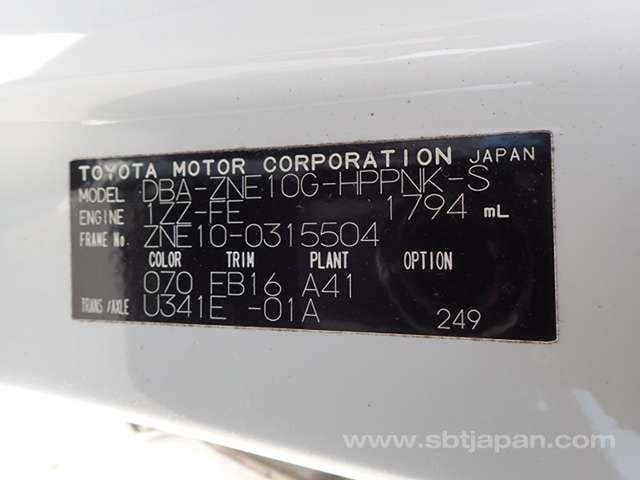 TOYOTA MOTOR CORPORATION JAPAN
MODEL DBA-ZNE10G-HPPNK-S
ENGINE 1ZZ-FE 1794 mL
FRAME No. ZNE10-0315504
COLOR TRIM PLANT OPTION
070 FB16 A41
TRANS/AXLE U341E -01A 249
www.sbtjapan.com